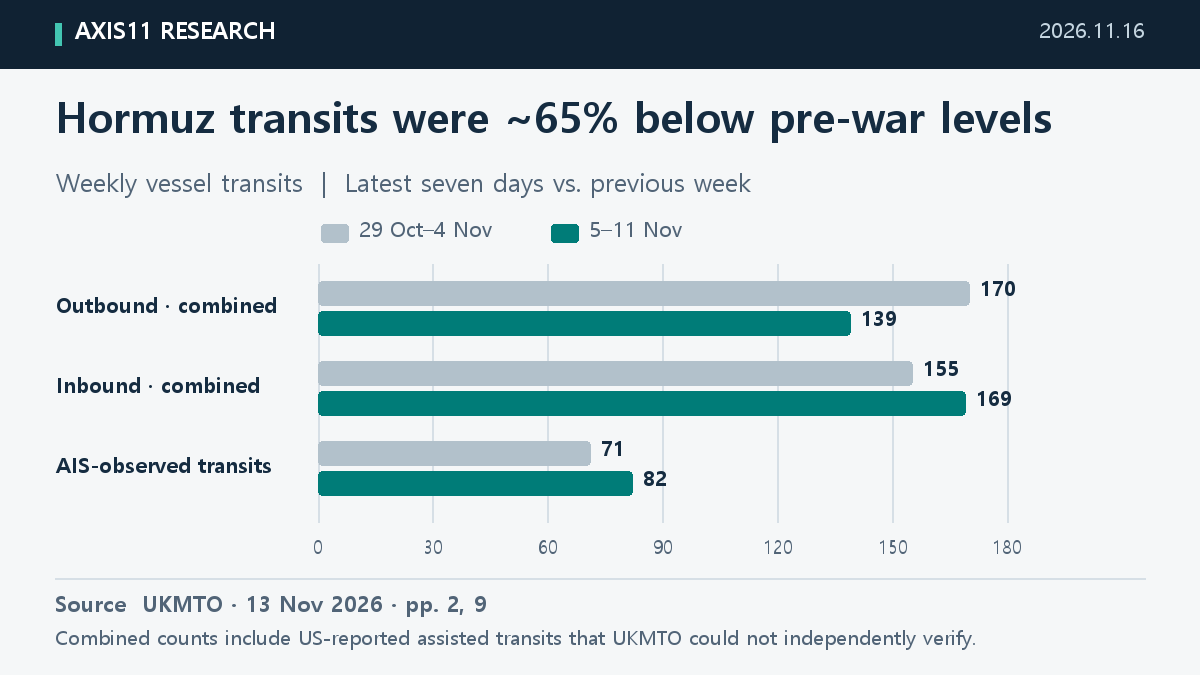 AXIS11 RESEARCH
2026.11.16
Hormuz transits were ~65% below pre-war levels
Weekly vessel transits | Latest seven days vs. previous week
29 Oct–4 Nov
5–11 Nov
Outbound · combined
170
139
Inbound · combined
155
169
AIS-observed transits
71
82
0 30 60 90 120 150 180
Source UKMTO · 13 Nov 2026 · pp. 2, 9
Combined counts include US-reported assisted transits that UKMTO could not independently verify.